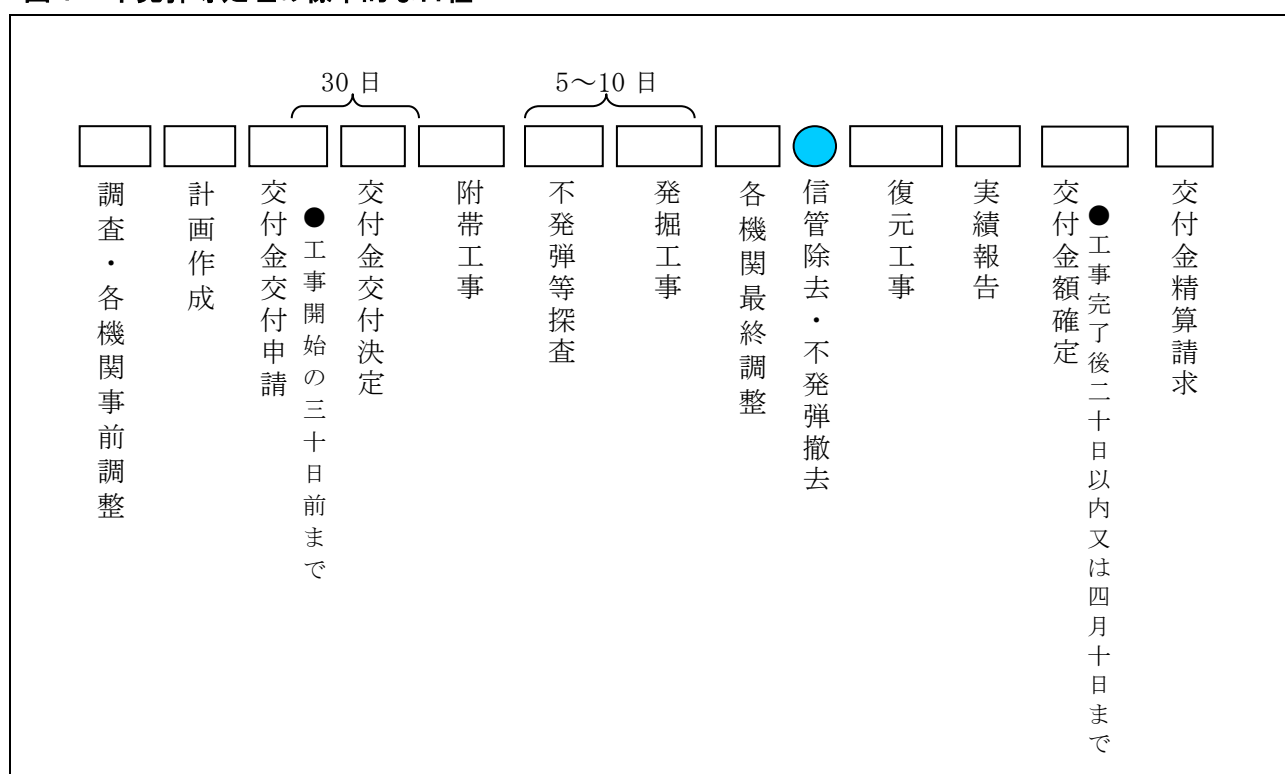 30 日
5～10 日
調査・各機関事前調整
計画作成
交付金交付申請
●工事開始の三十日前まで
交付金交付決定
附帯工事
不発弾等探査
発掘工事
各機関最終調整
信管除去・不発弾撤去
復元工事
実績報告
交付金額確定
●工事完了後二十日以内又は四月十日まで
交付金精算請求